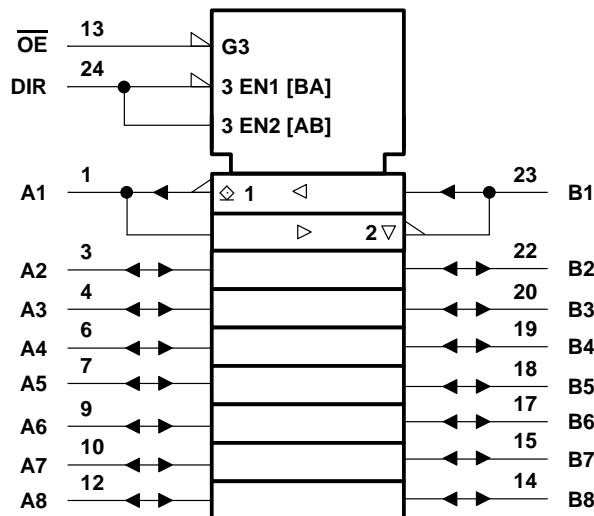 OE 13 G3
DIR 24 3 EN1 [BA]
3 EN2 [AB]
A1 1 1 23 B1
2
A2 3 22 B2
A3 4 20 B3
A4 6 19 B4
A5 7 18 B5
A6 9 17 B6
A7 10 15 B7
A8 12 14 B8